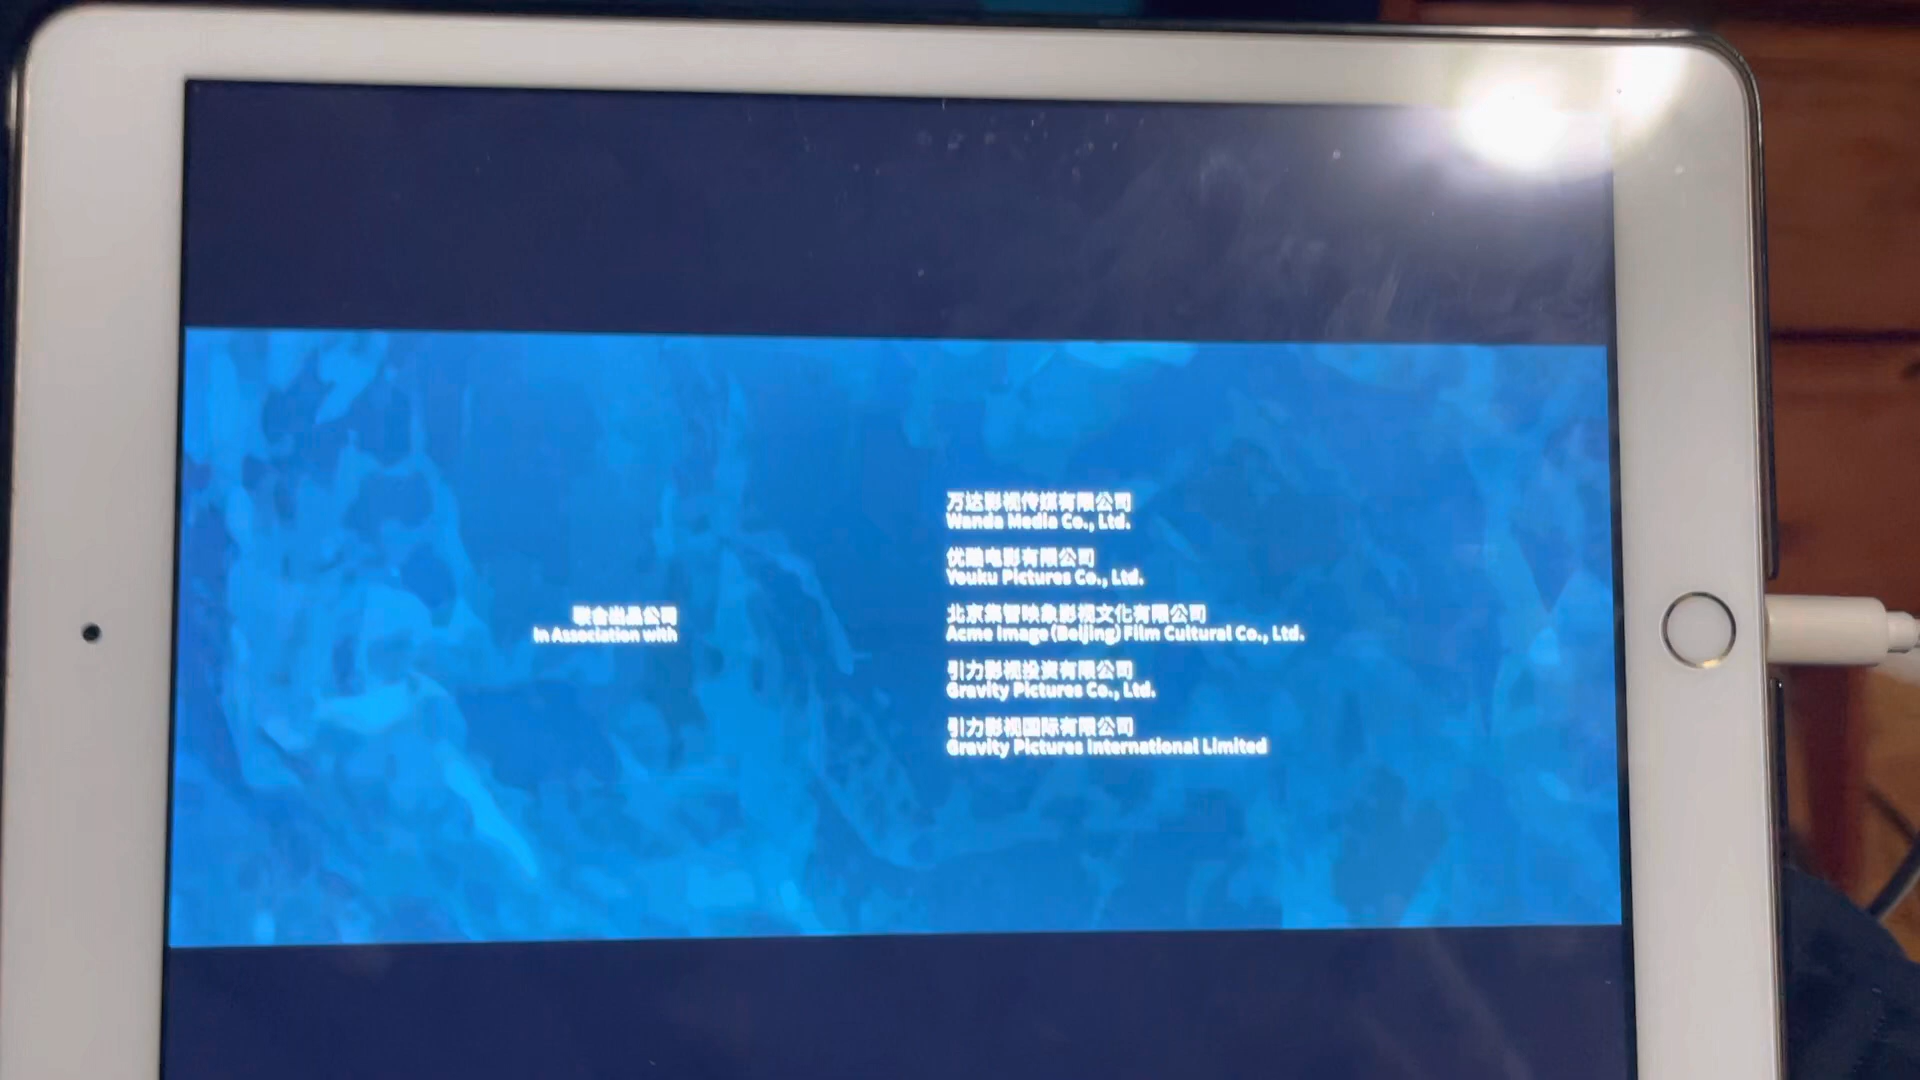 联合出品公司
In Association with
万达影视传媒有限公司
Wanda Media Co., Ltd.
优酷电影有限公司
Youku Pictures Co., Ltd.
北京集智映象影视文化有限公司
Acme Image (Beijing) Film Cultural Co., Ltd.
引力影视投资有限公司
Gravity Pictures Co., Ltd.
引力影视国际有限公司
Gravity Pictures International Limited